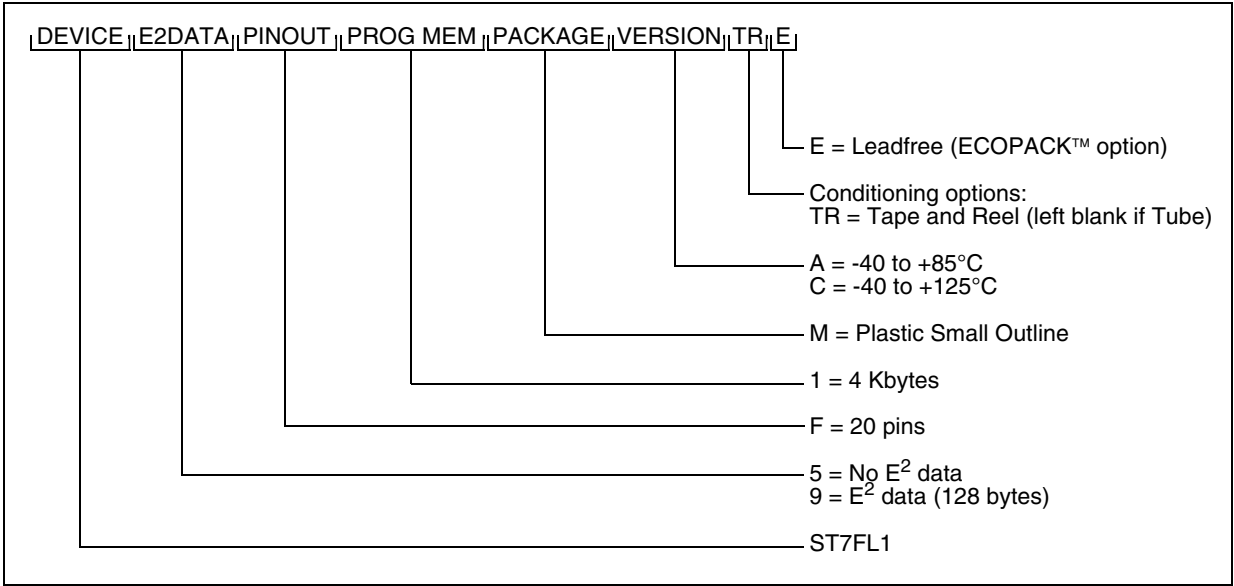 DEVICE E2DATA PINOUT PROG MEM PACKAGE VERSION TR E
E = Leadfree (ECOPACK™ option)
Conditioning options:
TR = Tape and Reel (left blank if Tube)
A = -40 to +85°C
C = -40 to +125°C
M = Plastic Small Outline
1 = 4 Kbytes
F = 20 pins
5 = No E² data
9 = E² data (128 bytes)
ST7FL1